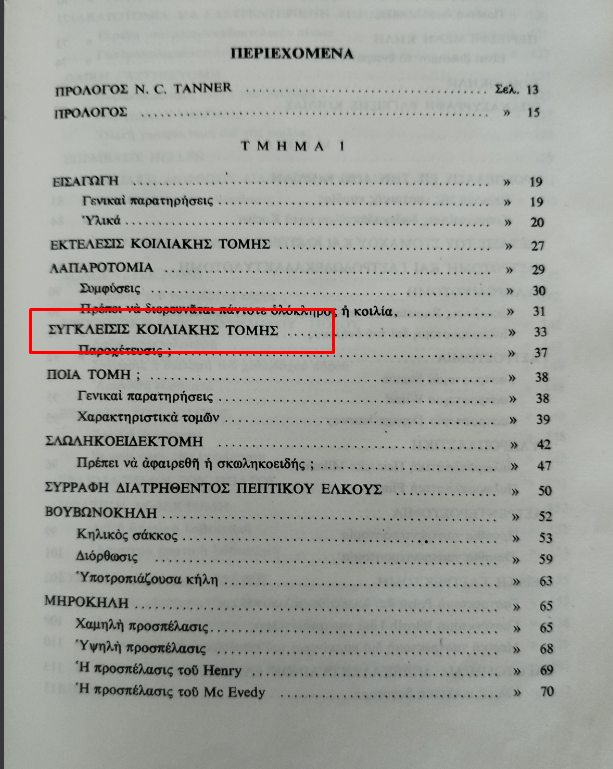 ΠΕΡΙΕΧΟΜΕΝΑ
ΠΡΟΛΟΓΟΣ N. C. TANNER ........ Σελ. 13
ΠΡΟΛΟΓΟΣ ........ » 15
ΤΜΗΜΑ 1
ΕΙΣΑΓΩΓΗ ........ » 19
Γενικαὶ παρατηρήσεις ........ » 19
Ὑλικά ........ » 20
ΕΚΤΕΛΕΣΙΣ ΚΟΙΛΙΑΚΗΣ ΤΟΜΗΣ ........ » 27
ΛΑΠΑΡΟΤΟΜΙΑ ........ » 29
Συμφύσεις ........ » 30
Πρέπει νὰ διερευνᾶται πάντοτε ὁλόκληρος ἡ κοιλία, ........ » 31
ΣΥΓΚΛΕΙΣΙΣ ΚΟΙΛΙΑΚΗΣ ΤΟΜΗΣ ........ » 33
Παροχέτευσις ; ........ » 37
ΠΟΙΑ ΤΟΜΗ ; ........ » 38
Γενικαὶ παρατηρήσεις ........ » 38
Χαρακτηριστικὰ τομῶν ........ » 39
ΣΛΩΛΗΚΟΕΙΔΕΚΤΟΜΗ ........ » 42
Πρέπει νὰ ἀφαιρεθῆ ἡ σκωληκοειδής ; ........ » 47
ΣΥΡΡΑΦΗ ΔΙΑΤΡΗΘΕΝΤΟΣ ΠΕΠΤΙΚΟΥ ΕΛΚΟΥΣ ........ » 50
ΒΟΥΒΩΝΟΚΗΛΗ ........ » 52
Κηλικὸς σάκκος ........ » 53
Διόρθωσις ........ » 59
Ὑποτροπιάζουσα κήλη ........ » 63
ΜΗΡΟΚΗΛΗ ........ » 65
Χαμηλὴ προσπέλασις ........ » 65
Ὑψηλὴ προσπέλασις ........ » 68
Ἡ προσπέλασις τοῦ Henry ........ » 69
Ἡ προσπέλασις τοῦ Mc Evedy ........ » 70